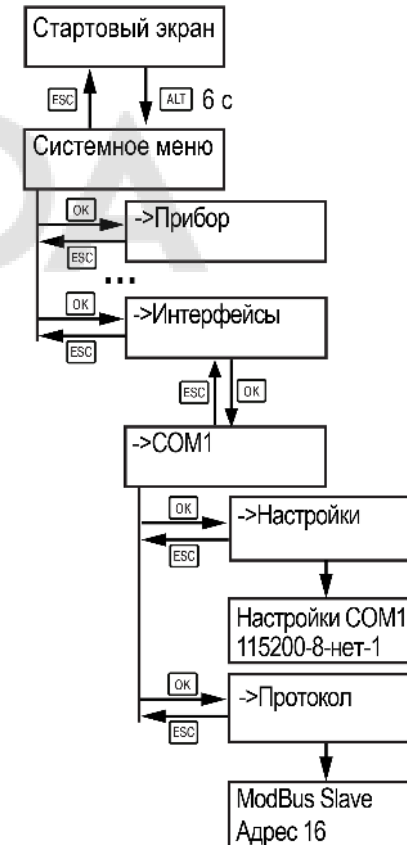 Стартовый экран
ESC
ALT 6 с
Системное меню
OK
->Прибор
ESC
...
OK
->Интерфейсы
ESC
ESC
OK
->COM1
OK
->Настройки
ESC
Настройки COM1
115200-8-нет-1
OK
->Протокол
ESC
ModBus Slave
Адрес 16